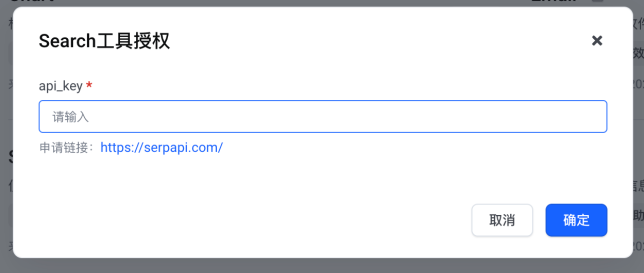 Search工具授权
api_key *
请输入
申请链接：https://serpapi.com/
取消
确定